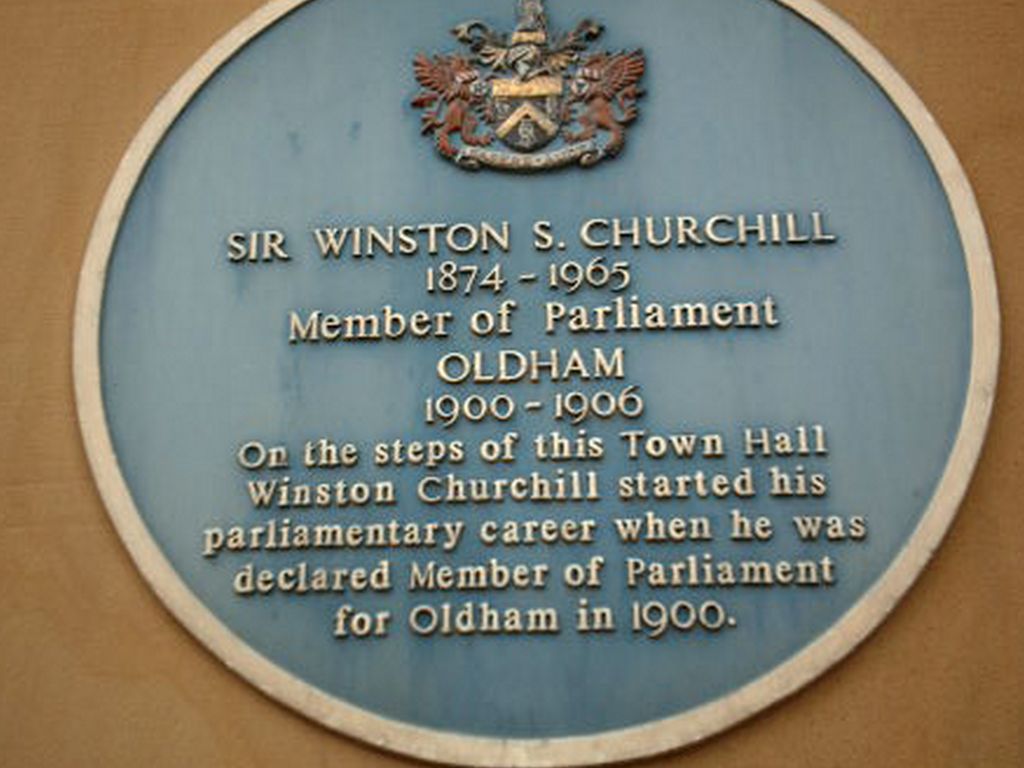 SIR WINSTON S. CHURCHILL
1874 - 1965
Member of Parliament
OLDHAM
1900 - 1906
On the steps of this Town Hall
Winston Churchill started his
parliamentary career when he was
declared Member of Parliament
for Oldham in 1900.